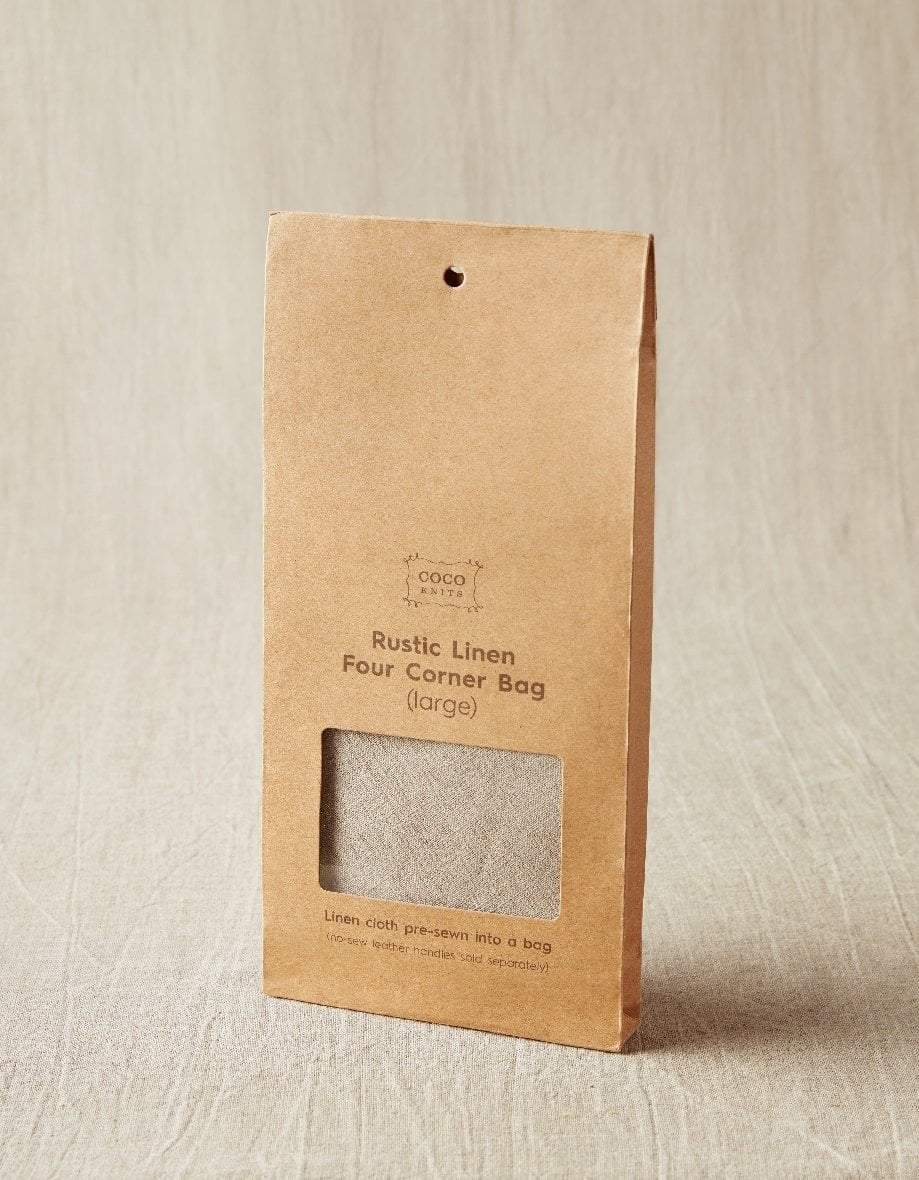 COCO
KNITS
Rustic Linen
Four Corner Bag
(large)
Linen cloth pre-sewn into a bag
(no-sew leather handles sold separately)